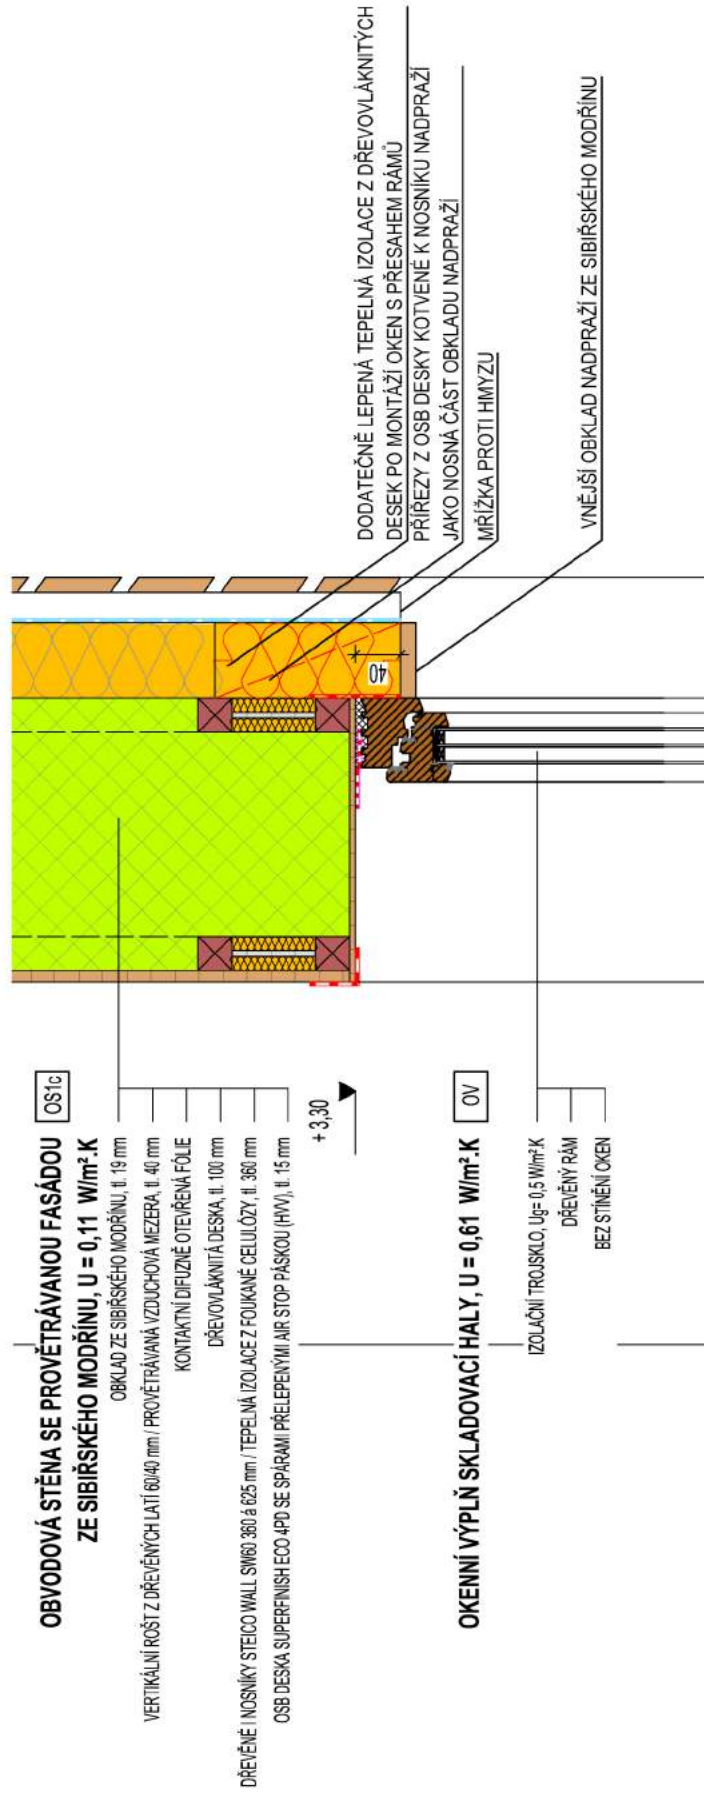 OBVODOVÁ STĚNA SE PROVĚTRÁVANOU FASÁDOU OS1c
ZE SIBIŘSKÉHO MODŘÍNU, U = 0,11 W/m².K
OBKLAD ZE SIBIŘSKÉHO MODŘÍNU, tl. 19 mm
VERTIKÁLNÍ ROŠT Z DŘEVĚNÝCH LATÍ 60/40 mm / PROVĚTRÁVANÁ VZDUCHOVÁ MEZERA, tl. 40 mm
KONTAKTNÍ DIFUZNĚ OTEVŘENÁ FÓLIE
DŘEVOVLÁKNITÁ DESKA, tl. 100 mm
DŘEVĚNÉ I NOSNÍKY STEICO WALL SW60 360 á 625 mm / TEPELNÁ IZOLACE Z FOUKANÉ CELULÓZY, tl. 360 mm
OSB DESKA SUPERFINISH ECO 4PD SE SPÁRAMI PŘELEPENÝMI AIR STOP PÁSKOU (HVV), tl. 15 mm
+ 3,30
OKENNÍ VÝPLŇ SKLADOVACÍ HALY, U = 0,61 W/m².K OV
IZOLAČNÍ TROJSKLO, Ug= 0,5 W/m².K
DŘEVĚNÝ RÁM
BEZ STÍNĚNÍ OKEN
40
DODATEČNĚ LEPENÁ TEPELNÁ IZOLACE Z DŘEVOVLÁKNITÝCH
DESEK PO MONTÁŽI OKEN S PŘESAHEM RÁMŮ
PŘÍŘEZY Z OSB DESKY KOTVENÉ K NOSNÍKU NADPRAŽÍ
JAKO NOSNÁ ČÁST OBKLADU NADPRAŽÍ
MŘÍŽKA PROTI HMYZU
VNĚJŠÍ OBKLAD NADPRAŽÍ ZE SIBIŘSKÉHO MODŘÍNU